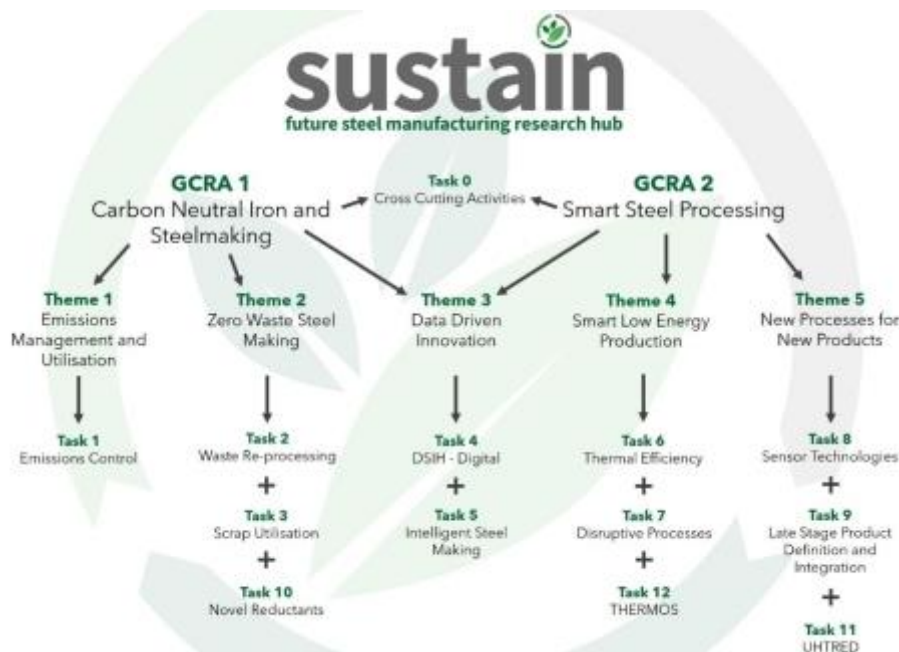 sustain
future steel manufacturing research hub
GCRA 1
Carbon Neutral Iron and
Steelmaking
Task 0
Cross Cutting Activities
GCRA 2
Smart Steel Processing
Theme 1
Emissions
Management and
Utilisation
Theme 2
Zero Waste Steel
Making
Theme 3
Data Driven
Innovation
Theme 4
Smart Low Energy
Production
Theme 5
New Processes for
New Products
Task 1
Emissions Control
Task 2
Waste Re-processing
+
Task 3
Scrap Utilisation
+
Task 10
Novel Reductants
Task 4
DSIH - Digital
+
Task 5
Intelligent Steel
Making
Task 6
Thermal Efficiency
+
Task 7
Disruptive Processes
+
Task 12
THERMOS
Task 8
Sensor Technologies
+
Task 9
Late Stage Product
Definition and
Integration
+
Task 11
UHTRED